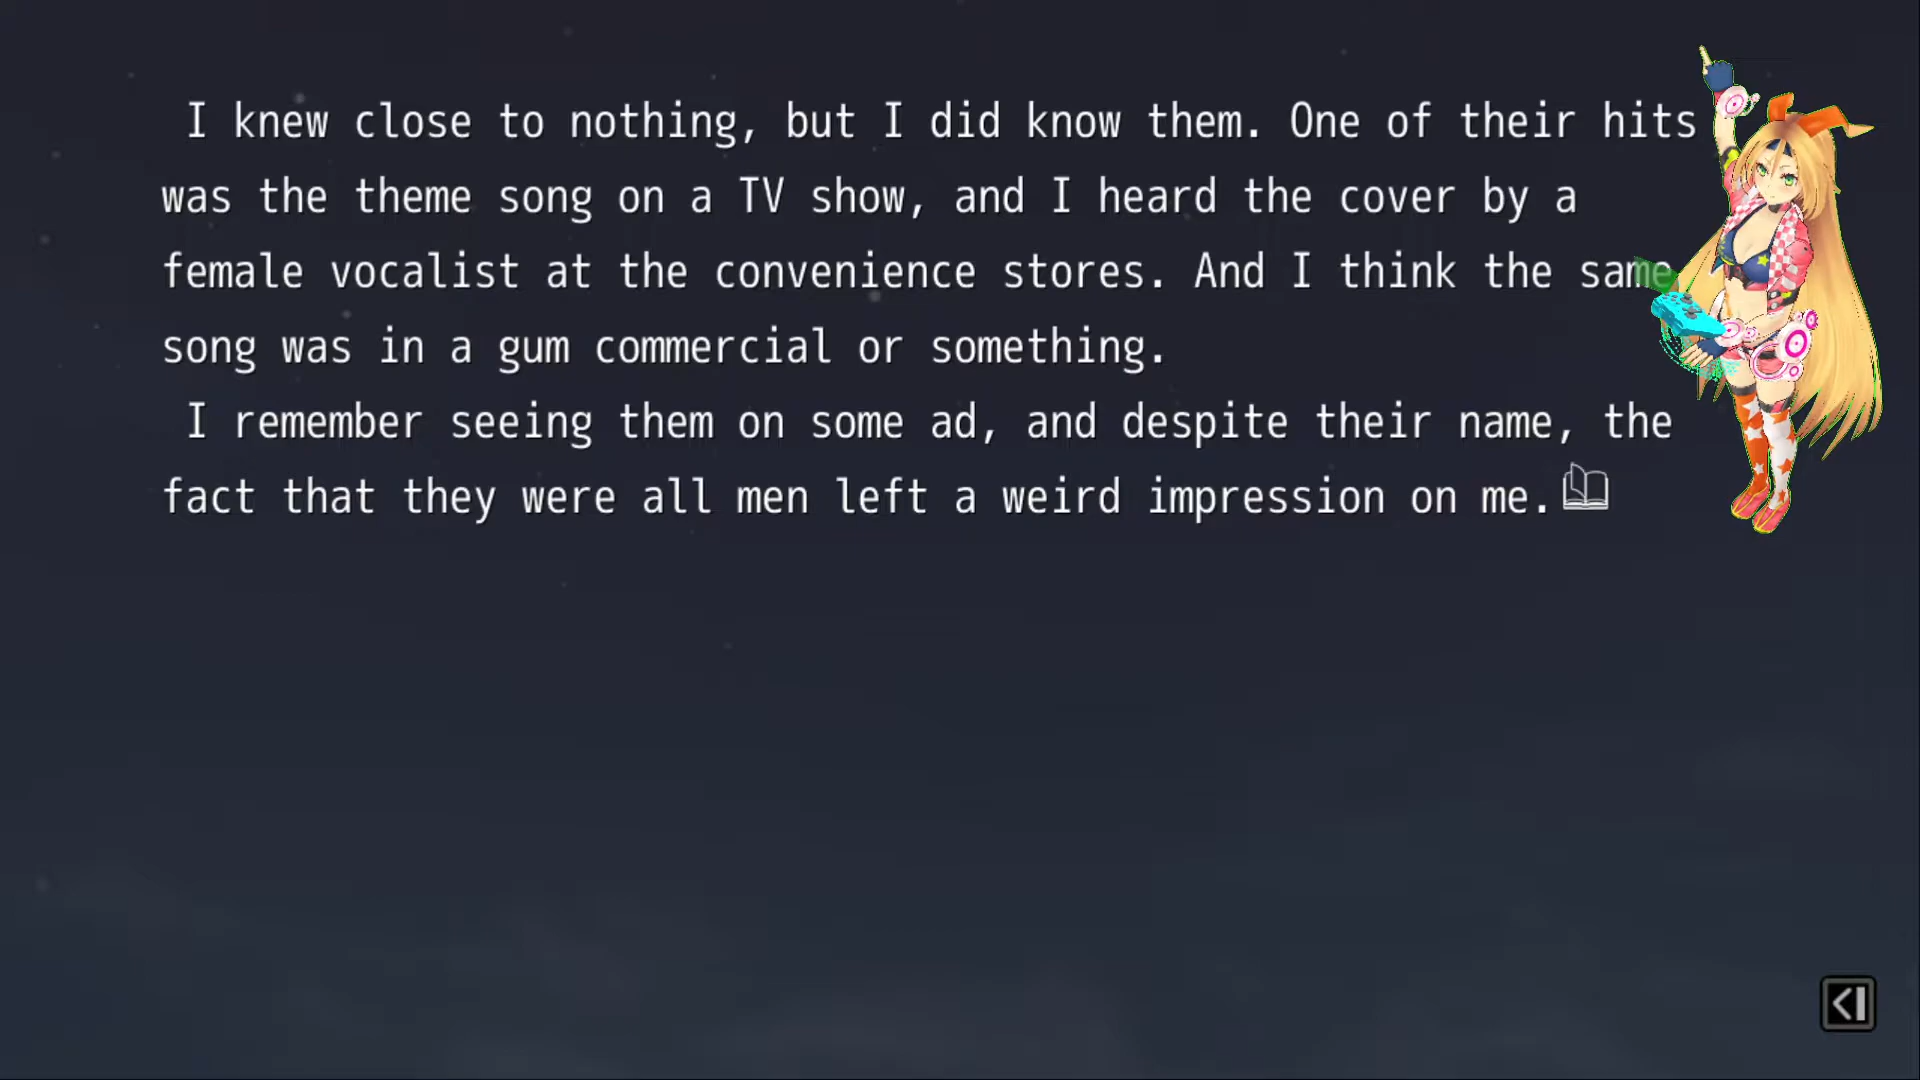 I knew close to nothing, but I did know them. One of their hits
was the theme song on a TV show, and I heard the cover by a
female vocalist at the convenience stores. And I think the same
song was in a gum commercial or something.
I remember seeing them on some ad, and despite their name, the
fact that they were all men left a weird impression on me.